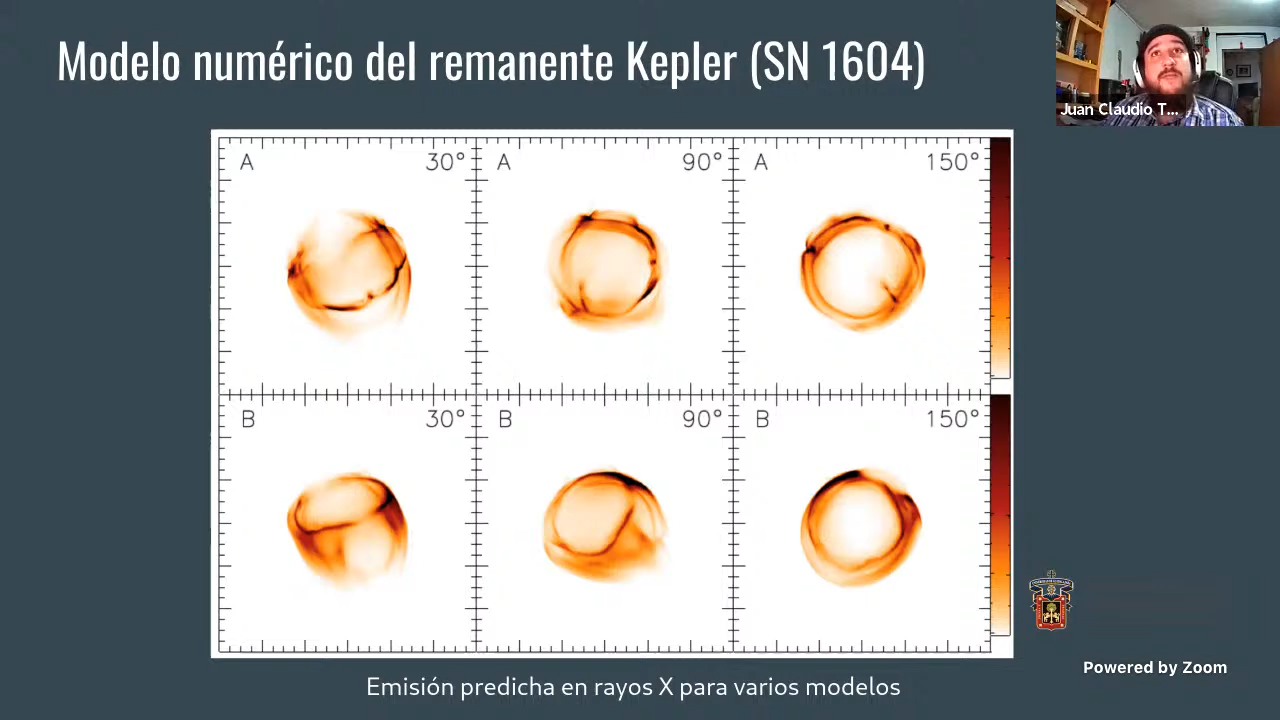 Modelo numérico del remanente Kepler (SN 1604)
Juan Claudio T...
A 30° A 90° A 150°
B 30° B 90° B 150°
Powered by Zoom
Emisión predicha en rayos X para varios modelos